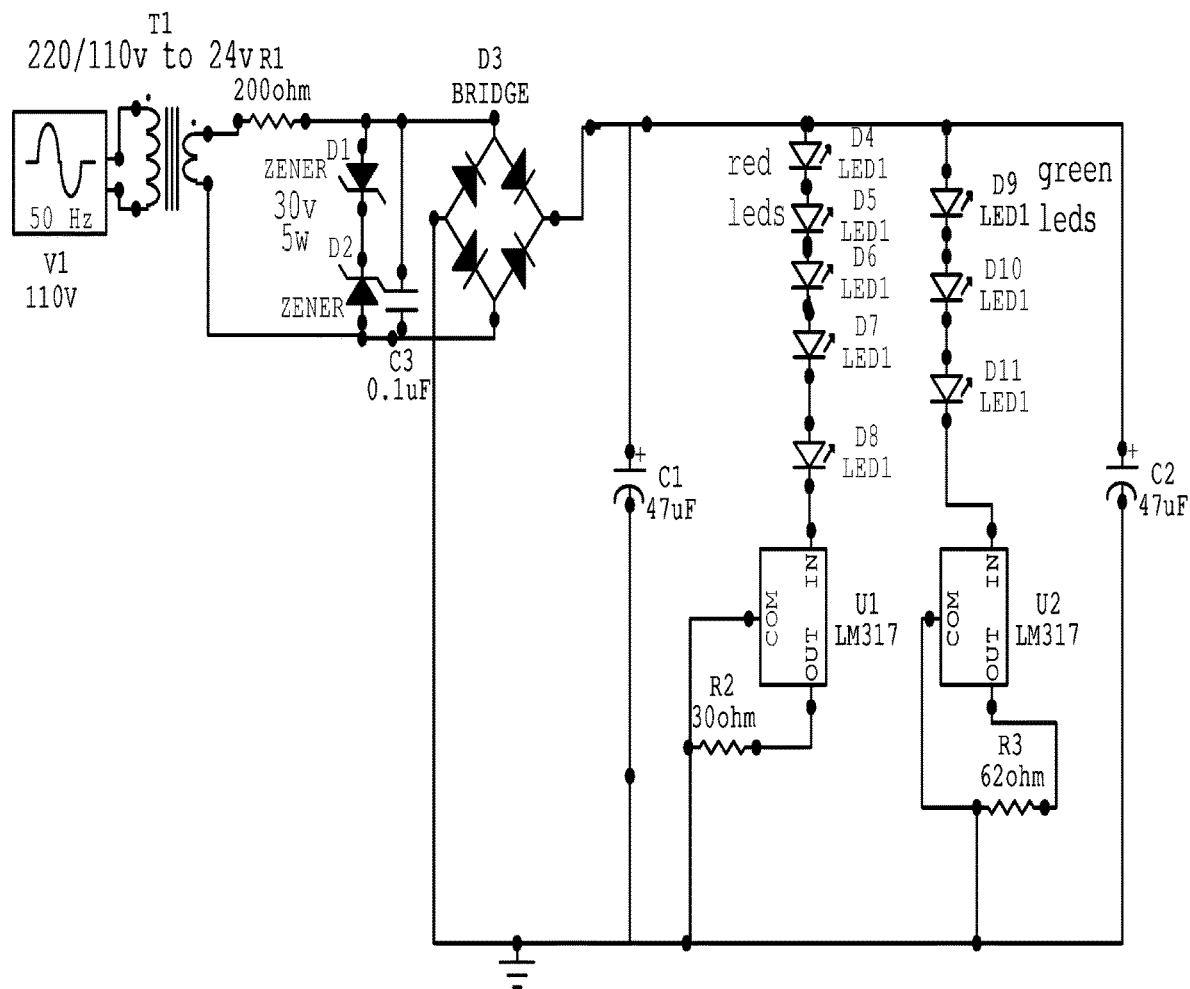 T1
220/110v to 24v
R1
200ohm
D3
BRIDGE
50 Hz
V1
110V
D1
ZENER
30v
5w
D2
ZENER
C3
0.1uF
red
leds
D4
LED1
D5
LED1
D6
LED1
D7
LED1
D8
LED1
D9
LED1
green
leds
D10
LED1
D11
LED1
+
C1
47uF
+
C2
47uF
IN
COM
OUT
U1
LM317
IN
COM
OUT
U2
LM317
R2
30ohm
R3
62ohm